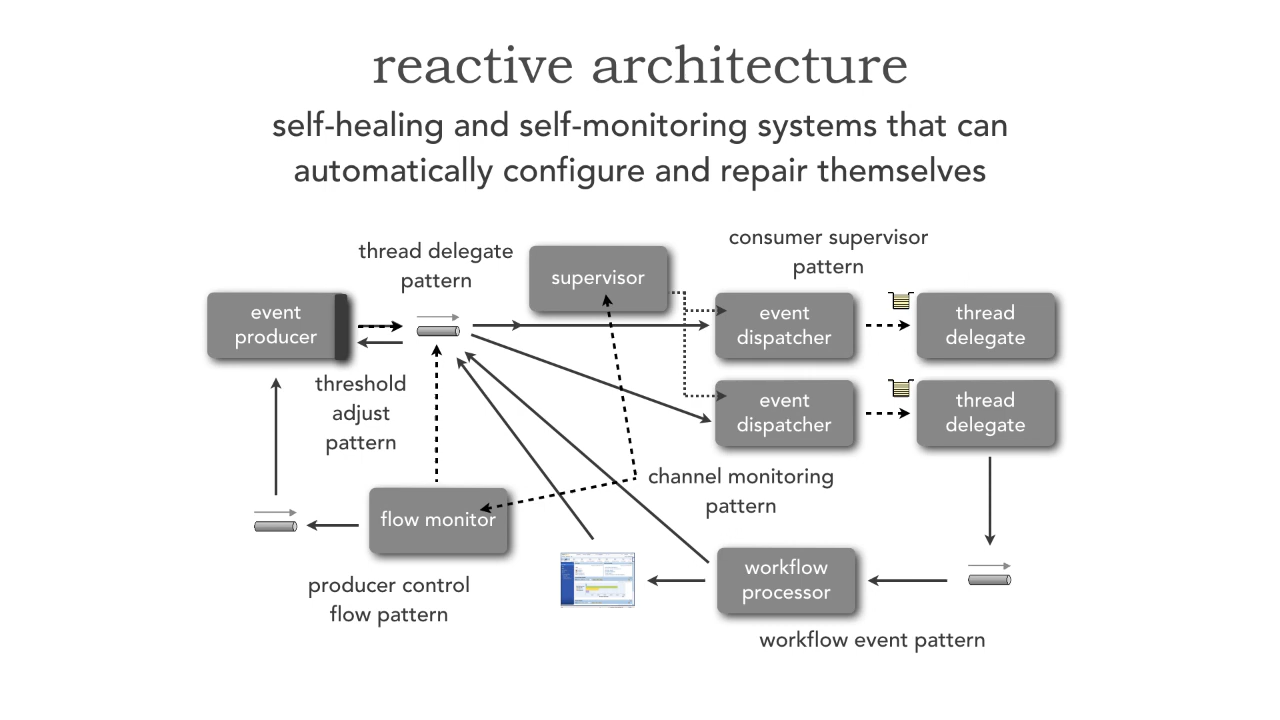 reactive architecture
self-healing and self-monitoring systems that can
automatically configure and repair themselves
thread delegate
pattern
supervisor
consumer supervisor
pattern
event
producer
event
dispatcher
thread
delegate
threshold
adjust
pattern
event
dispatcher
thread
delegate
channel monitoring
pattern
flow monitor
producer control
flow pattern
workflow
processor
workflow event pattern